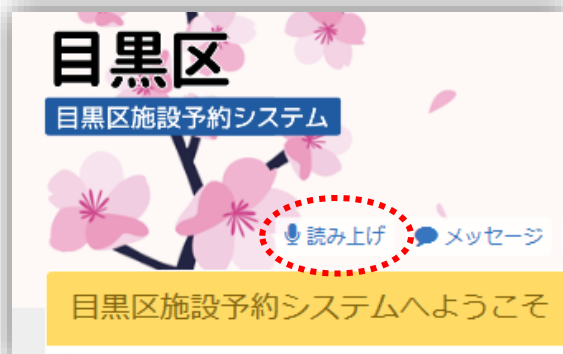 目黒区
目黒区施設予約システム
読み上げ メッセージ
目黒区施設予約システムへようこそ